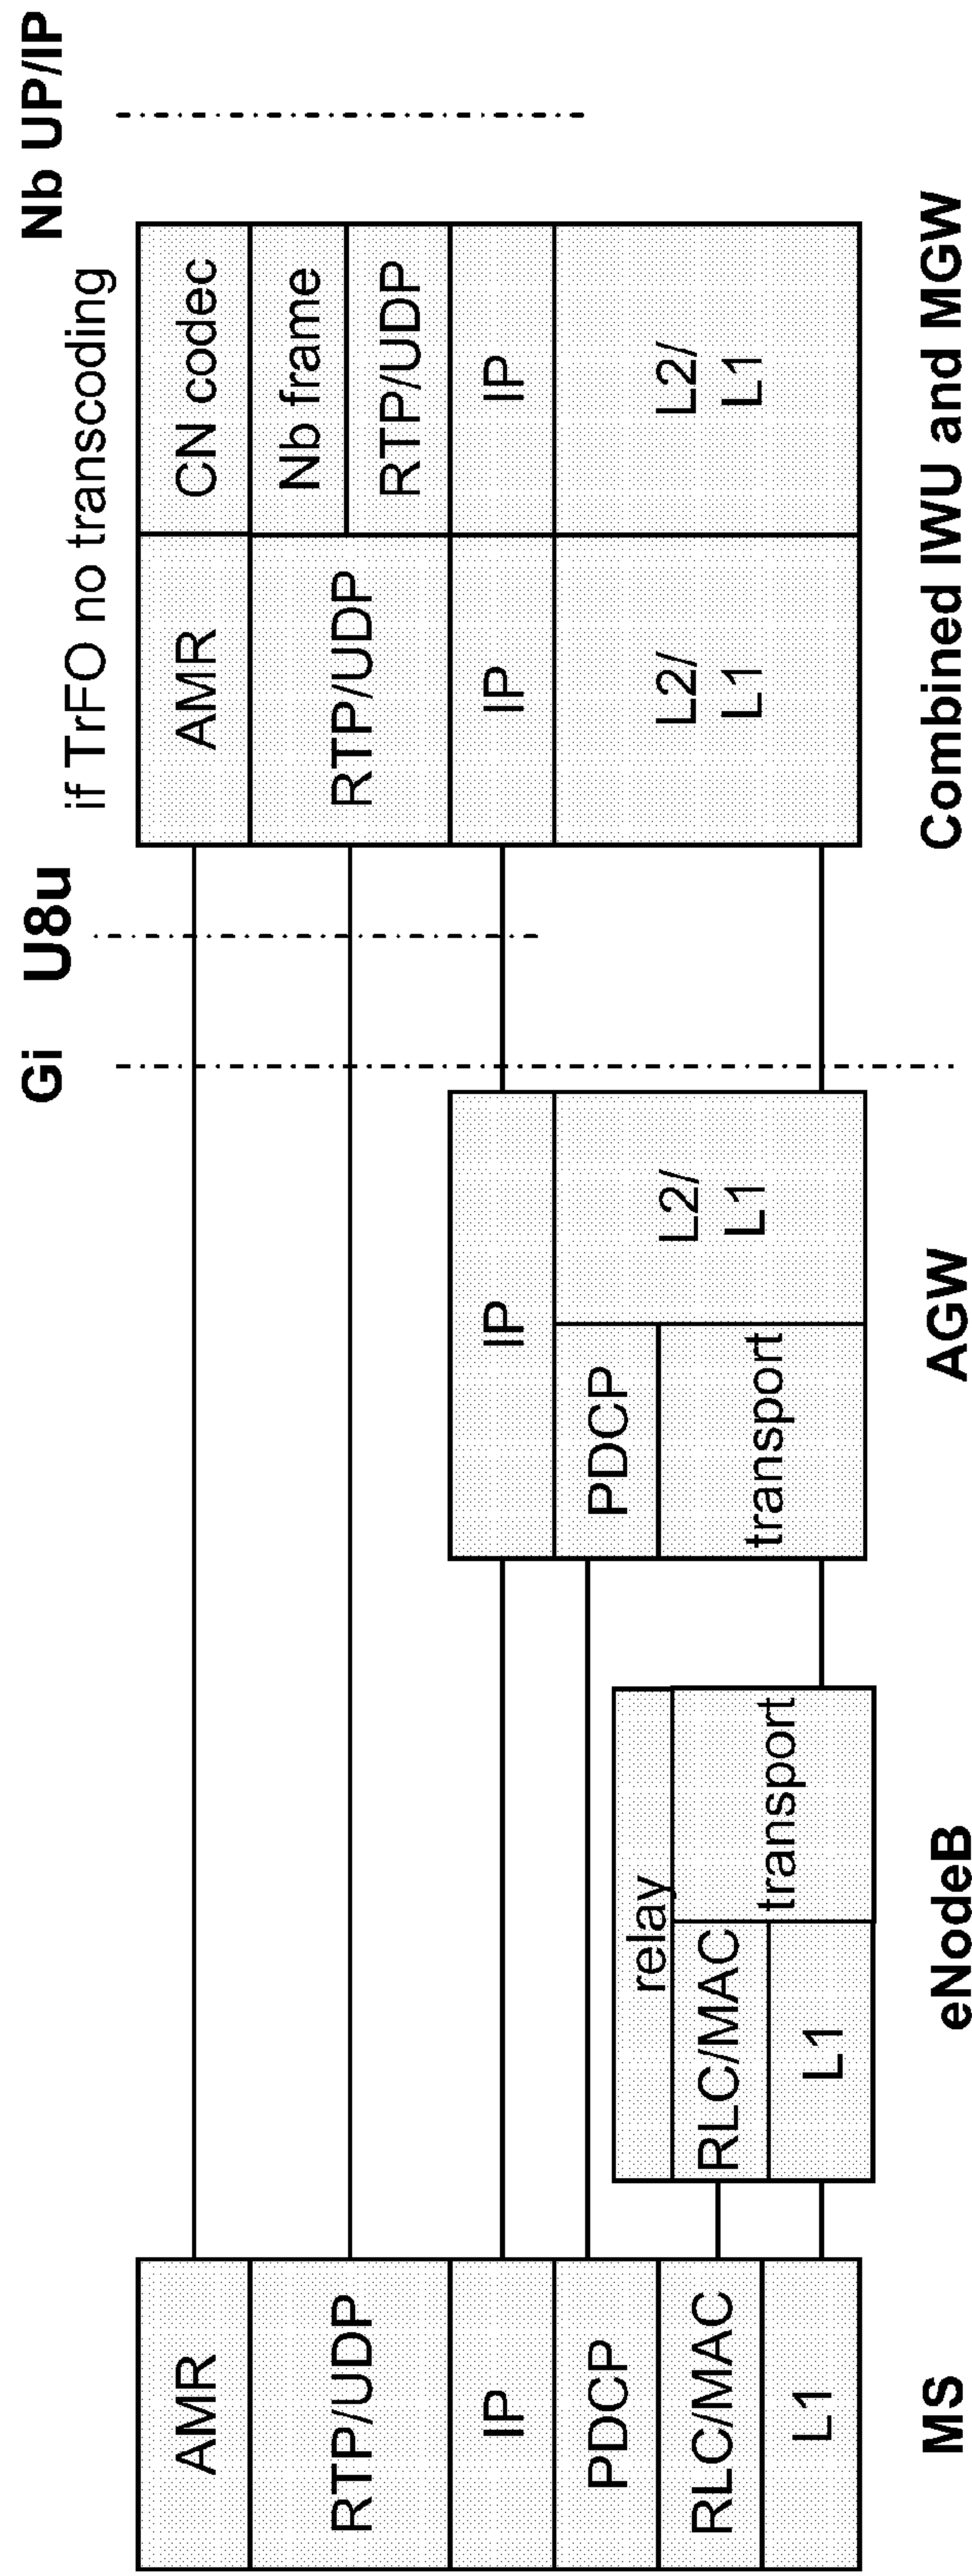 Gi
U8u
Nb UP/IP
if TrFO no transcoding
AMR
RTP/UDP
IP
PDCP
RLC/MAC
L1
MS
relay
RLC/MAC
L1
transport
eNodeB
IP
PDCP
transport
L2/
L1
AGW
AMR
RTP/UDP
IP
L2/
L1
CN codec
Nb frame
RTP/UDP
IP
L2/
L1
Combined IWU and MGW